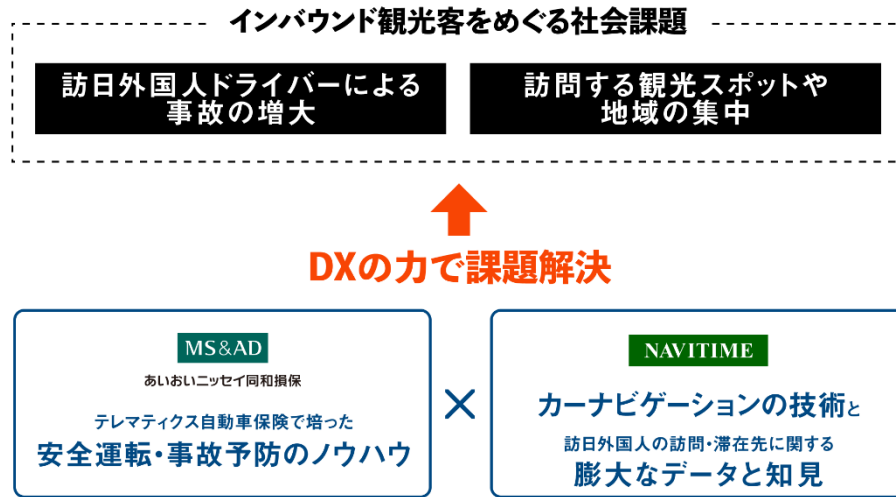 インバウンド観光客をめぐる社会課題
訪日外国人ドライバーによる
事故の増大
訪問する観光スポットや
地域の集中
DXの力で課題解決
MS&AD
あいおいニッセイ同和損保
テレマティクス自動車保険で培った
安全運転・事故予防のノウハウ
×
NAVITIME
カーナビゲーションの技術と
訪日外国人の訪問・滞在先に関する
膨大なデータと知見